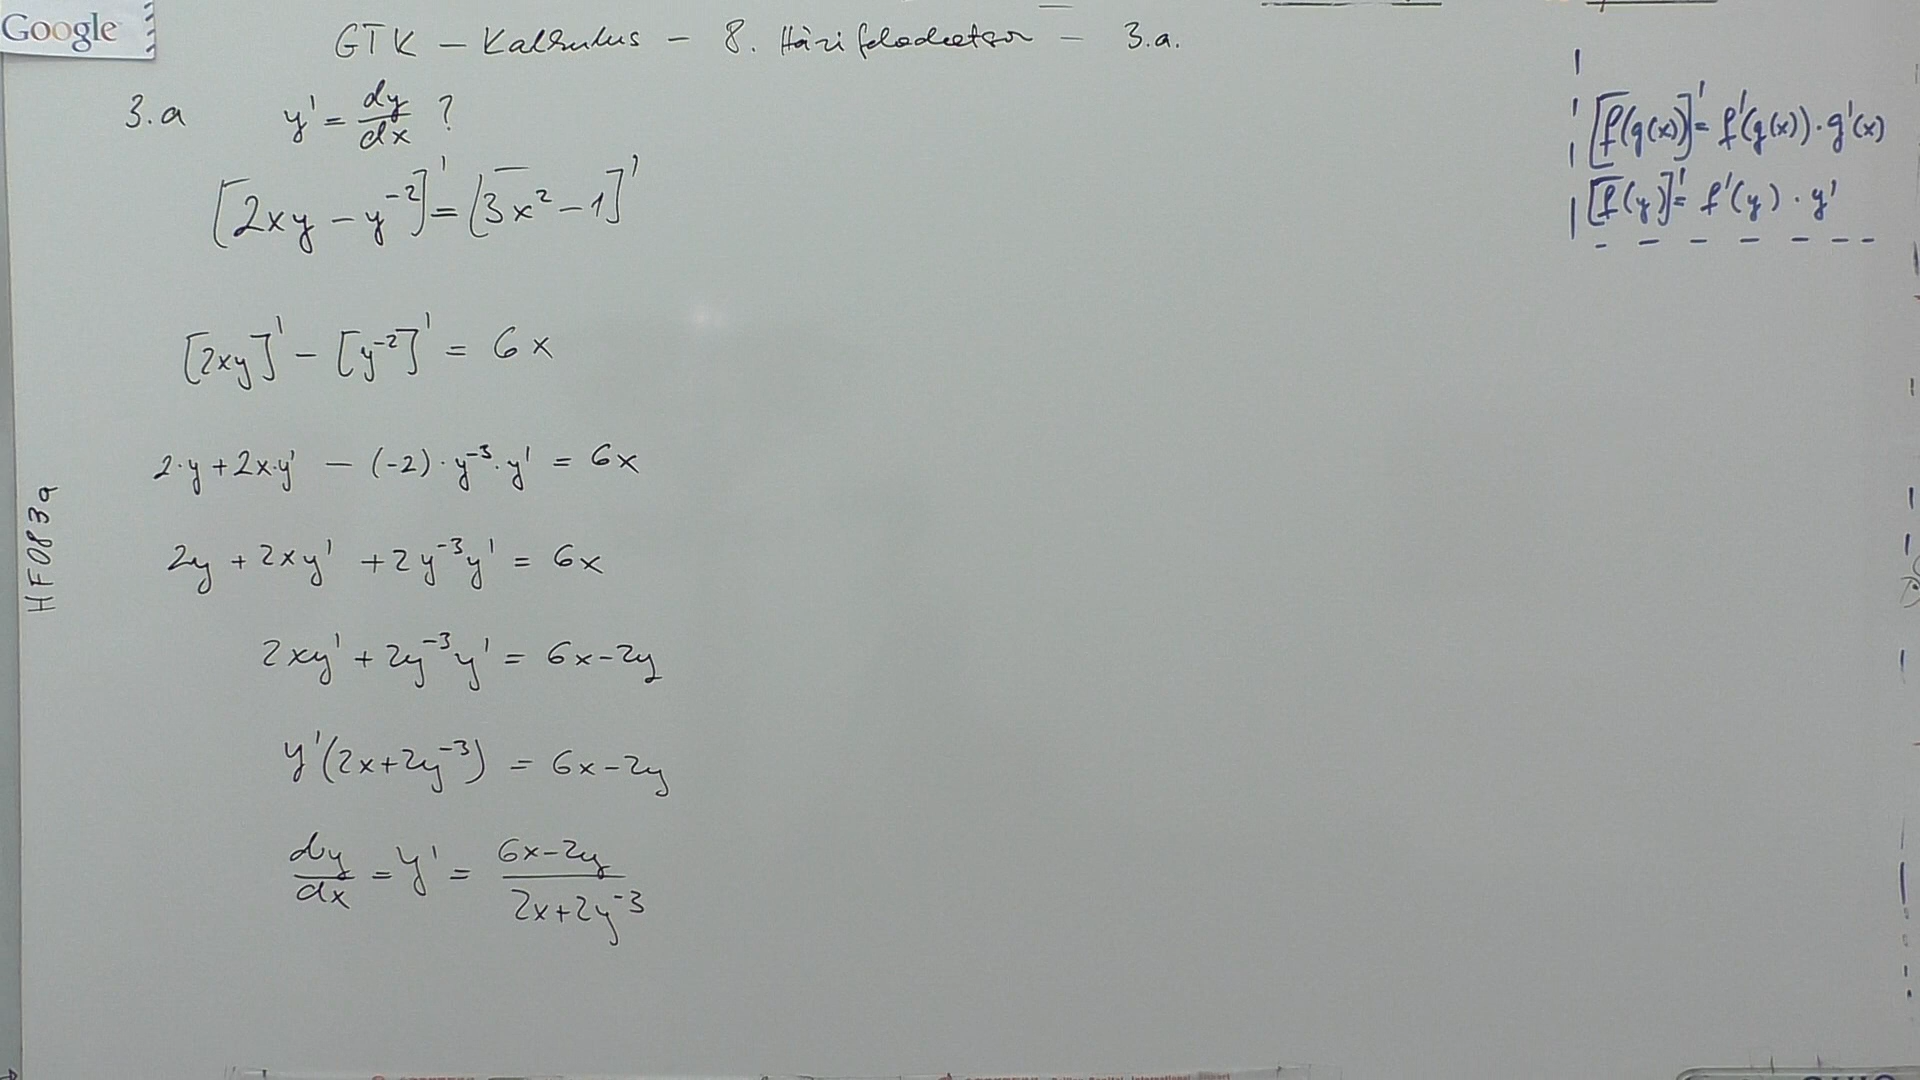 Google
GTK – Kalkulus – 8. Házi feladatsor – 3.a.
3.a y' = dy/dx ?
[2xy – y⁻²]' = [3x² – 1]'
[2xy]' – [y⁻²]' = 6x
2·y + 2x·y' – (-2)·y⁻³·y' = 6x
2y + 2xy' + 2y⁻³y' = 6x
2xy' + 2y⁻³y' = 6x – 2y
y'(2x + 2y⁻³) = 6x – 2y
dy/dx = y' = (6x – 2y)/(2x + 2y⁻³)
[f(g(x))]' = f'(g(x))·g'(x)
[f(y)]' = f'(y)·y'
HF083a